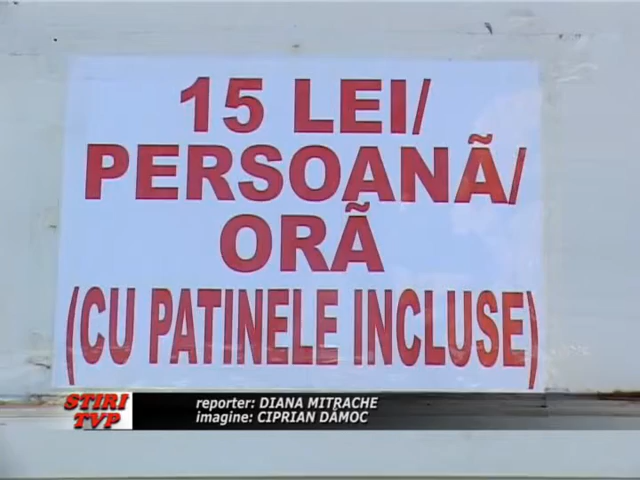 15 LEI/
PERSOANÃ/
ORÃ
(CU PATINELE INCLUSE)
STIRI
TVP
reporter: DIANA MITRACHE
imagine: CIPRIAN DÂMOC